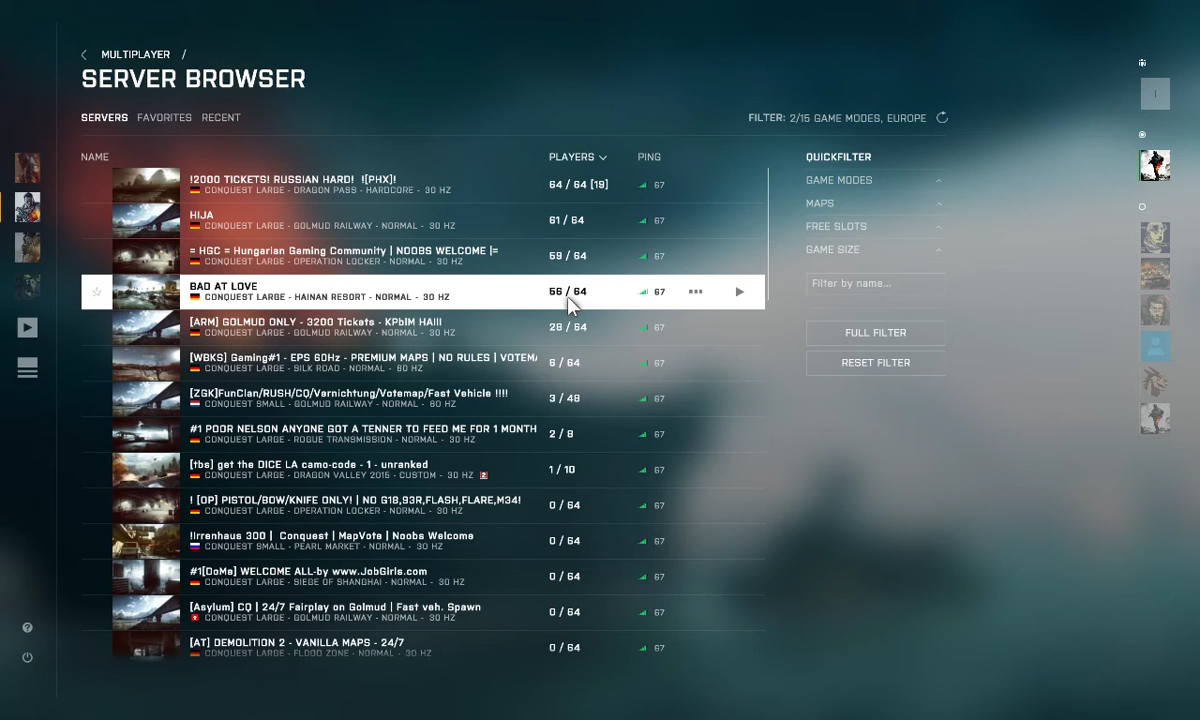 MULTIPLAYER /
SERVER BROWSER
SERVERS FAVORITES RECENT
FILTER: 2/15 GAME MODES, EUROPE
NAME PLAYERS PING
!2000 TICKETS! RUSSIAN HARD! ![PHX]! 64 / 64 [19] 67
CONQUEST LARGE - DRAGON PASS - HARDCORE - 30 HZ
HIJA 61 / 64 67
CONQUEST LARGE - GOLMUD RAILWAY - NORMAL - 30 HZ
= HGC = Hungarian Gaming Community | NOOBS WELCOME |= 59 / 64 67
CONQUEST LARGE - OPERATION LOCKER - NORMAL - 30 HZ
BAD AT LOVE 56 / 64 67
CONQUEST LARGE - HAINAN RESORT - NORMAL - 30 HZ
[ARM] GOLMUD ONLY - 3200 Tickets - KPbIM HAIII 28 / 64 67
CONQUEST LARGE - GOLMUD RAILWAY - NORMAL - 30 HZ
[WBKS] Gaming#1 - EPS 60Hz - PREMIUM MAPS | NO RULES | VOTEM 6 / 64 67
CONQUEST LARGE - SILK ROAD - NORMAL - 60 HZ
[ZGK]FunClan/RUSH/CQ/Vernichtung/Votemap/Fast Vehicle !!!! 3 / 48 67
CONQUEST SMALL - GOLMUD RAILWAY - NORMAL - 60 HZ
#1 POOR NELSON ANYONE GOT A TENNER TO FEED ME FOR 1 MONTH 2 / 8 67
CONQUEST LARGE - ROGUE TRANSMISSION - NORMAL - 30 HZ
[tbs] get the DICE LA camo-code - 1 - unranked 1 / 10 67
CONQUEST LARGE - DRAGON VALLEY 2015 - CUSTOM - 30 HZ
! [OP] PISTOL/BOW/KNIFE ONLY! | NO G18,93R,FLASH,FLARE,M34! 0 / 64 67
CONQUEST LARGE - OPERATION LOCKER - NORMAL - 30 HZ
!Irrenhaus 300 | Conquest | MapVote | Noobs Welcome 0 / 64 67
CONQUEST SMALL - PEARL MARKET - NORMAL - 30 HZ
#1[DoMe] WELCOME ALL-by www.JobGirls.com 0 / 64 67
CONQUEST LARGE - SIEGE OF SHANGHAI - NORMAL - 30 HZ
[Asylum] CQ | 24/7 Fairplay on Golmud | Fast veh. Spawn 0 / 64 67
CONQUEST LARGE - GOLMUD RAILWAY - NORMAL - 30 HZ
[AT] DEMOLITION 2 - VANILLA MAPS - 24/7 0 / 64 67
CONQUEST LARGE - FLOOD ZONE - NORMAL - 30 HZ
QUICKFILTER
GAME MODES
MAPS
FREE SLOTS
GAME SIZE
Filter by name...
FULL FILTER
RESET FILTER